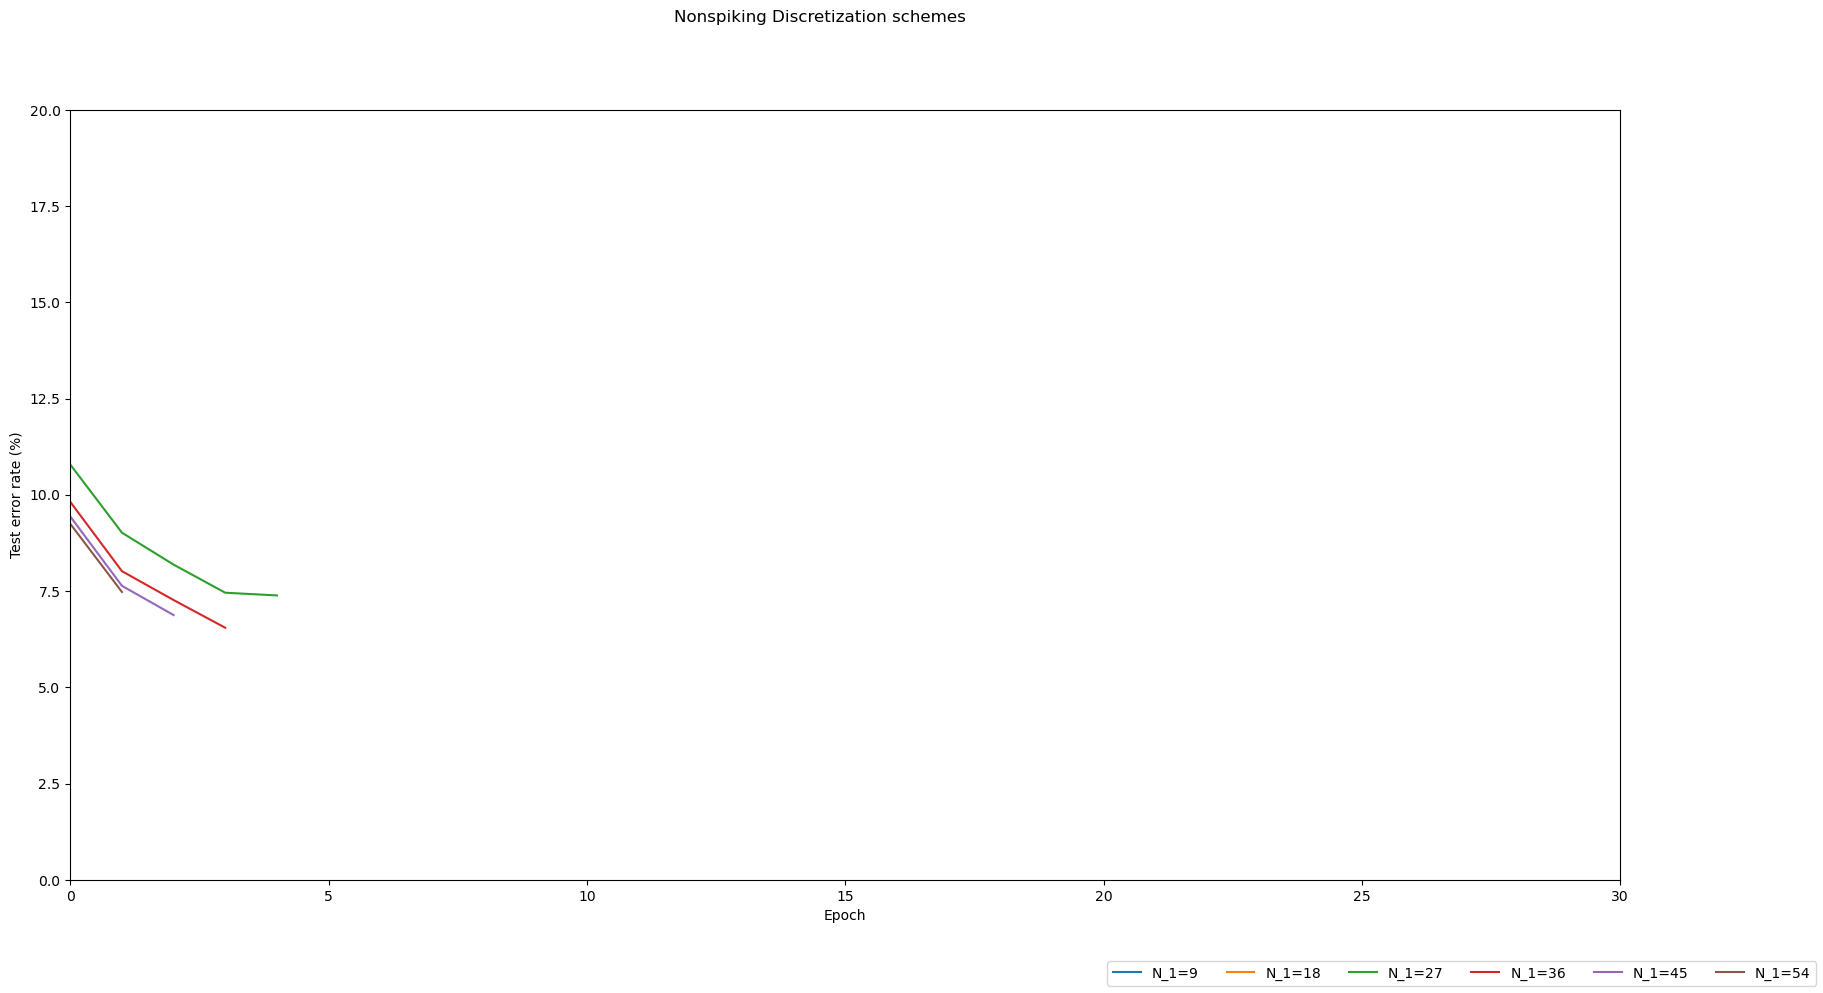 Nonspiking Discretization schemes
20.0
17.5
15.0
12.5
10.0
7.5
5.0
2.5
0.0
Test error rate (%)
0 5 10 15 20 25 30
Epoch
N_1=9 N_1=18 N_1=27 N_1=36 N_1=45 N_1=54